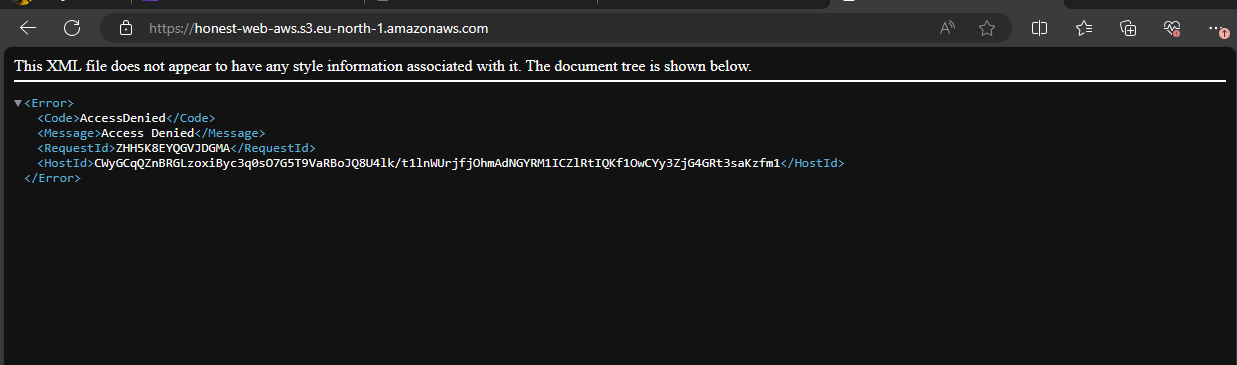 https://honest-web-aws.s3.eu-north-1.amazonaws.com
This XML file does not appear to have any style information associated with it. The document tree is shown below.
<Error>
<Code>AccessDenied</Code>
<Message>Access Denied</Message>
<RequestId>ZHH5K8EYQGVJDGMA</RequestId>
<HostId>CWyGCqQZnBRGLzoxiByc3q0sO7G5T9VaRBoJQ8U4lk/t1lnWUrjfjOhmAdNGYRM1ICZlRtIQKf1OwCYy3ZjG4GRt3saKzfm1</HostId>
</Error>